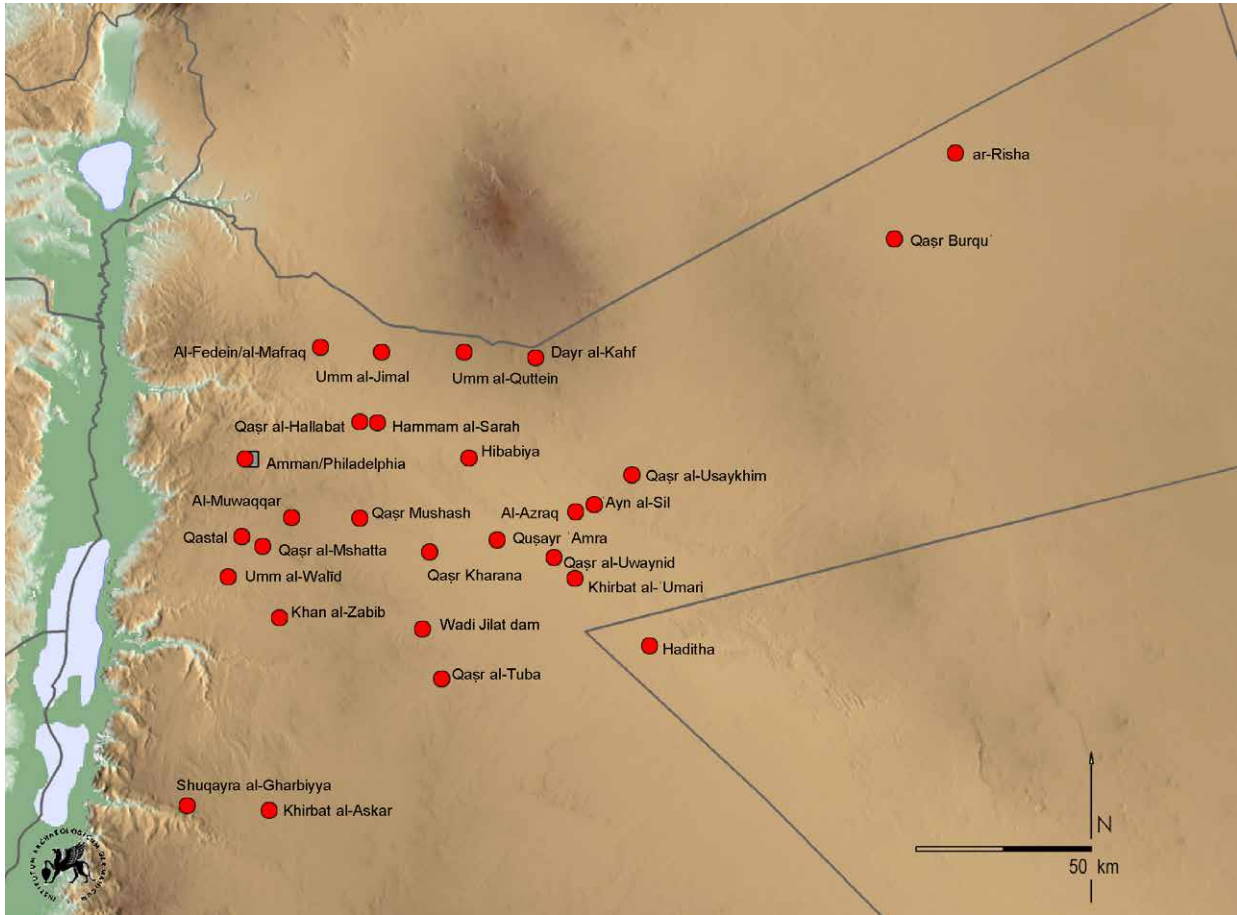 ar-Risha
Qaṣr Burquʿ
Al-Fedein/al-Mafraq
Umm al-Jimal
Umm al-Quttein
Dayr al-Kahf
Qaṣr al-Hallabat
Hammam al-Sarah
Amman/Philadelphia
Hibabiya
Qaṣr al-Usaykhim
Al-Muwaqqar
Qaṣr Mushash
Al-Azraq
ʿAyn al-Sil
Qastal
Qaṣr al-Mshatta
Quṣayr ʿAmra
Qaṣr Kharana
Qaṣr al-Uwaynid
Umm al-Walīd
Khirbat al-ʿUmari
Khan al-Zabib
Wadi Jilat dam
Haditha
Qaṣr al-Tuba
Shuqayra al-Gharbiyya
Khirbat al-Askar
N
50 km
INSTITUTUM ARCHAEOLOGICUM GERMANICUM